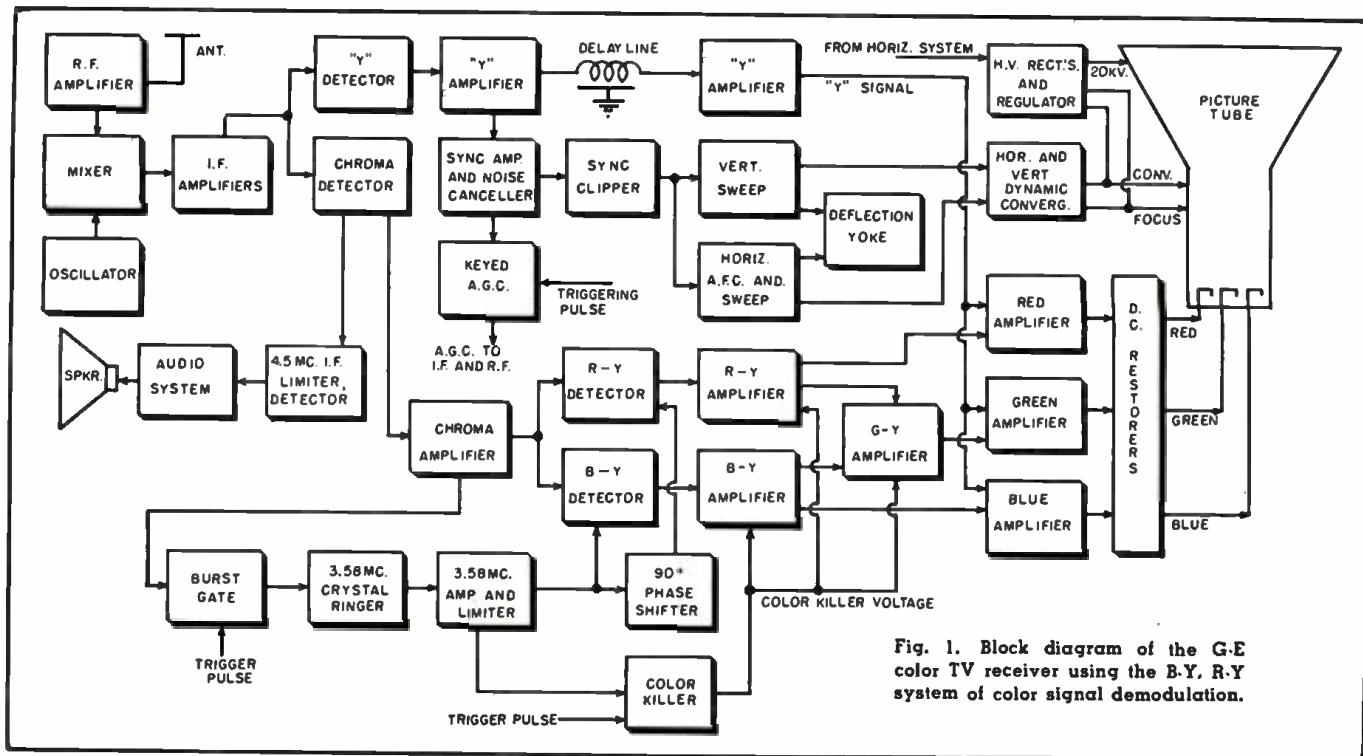 R.F.
AMPLIFIER
ANT.
"Y"
DETECTOR
"Y"
AMPLIFIER
DELAY LINE
"Y"
AMPLIFIER
FROM HORIZ. SYSTEM
"Y" SIGNAL
H.V. RECT'S.
AND
REGULATOR
20KV.
PICTURE
TUBE
MIXER
I.F.
AMPLIFIERS
CHROMA
DETECTOR
SYNC AMP.
AND NOISE
CANCELLER
SYNC
CLIPPER
VERT.
SWEEP
HOR. AND
VERT
DYNAMIC
CONVERG.
CONV.
FOCUS
DEFLECTION
YOKE
OSCILLATOR
KEYED
A.G.C.
TRIGGERING
PULSE
HORIZ.
A.F.C. AND.
SWEEP
A.G.C. TO
I.F. AND R.F.
SPKR.
AUDIO
SYSTEM
4.5 MC. I.F.
LIMITER,
DETECTOR
RED
AMPLIFIER
D.C. RESTORERS
RED
CHROMA
AMPLIFIER
R-Y
DETECTOR
R-Y
AMPLIFIER
G-Y
AMPLIFIER
GREEN
AMPLIFIER
GREEN
B-Y
DETECTOR
B-Y
AMPLIFIER
BLUE
AMPLIFIER
BLUE
BURST
GATE
3.58 MC.
CRYSTAL
RINGER
3.58MC.
AMP AND
LIMITER
90°
PHASE
SHIFTER
COLOR KILLER VOLTAGE
TRIGGER
PULSE
COLOR
KILLER
TRIGGER PULSE
Fig. 1. Block diagram of the G-E
color TV receiver using the B-Y, R-Y
system of color signal demodulation.